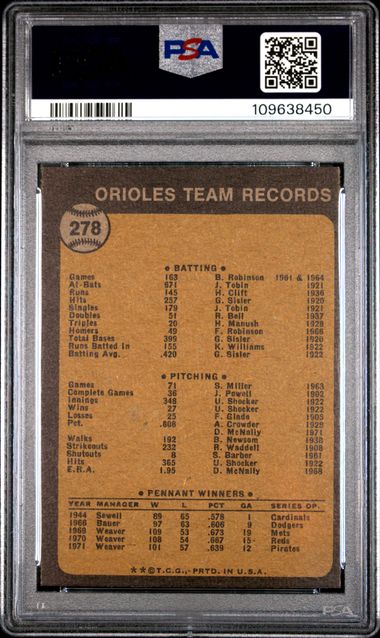 PSA
109638450
ORIOLES TEAM RECORDS
278
• BATTING •
Games 163 B. Robinson 1961 & 1964
At-Bats 671 J. Tobin 1921
Runs 145 H. Clift 1936
Hits 257 G. Sisler 1920
Singles 179 J. Tobin 1921
Doubles 51 R. Bell 1937
Triples 20 H. Manush 1928
Homers 49 F. Robinson 1966
Total Bases 399 G. Sisler 1920
Runs Batted In 155 K. Williams 1922
Batting Avg. .420 G. Sisler 1922
• PITCHING •
Games 71 S. Miller 1963
Complete Games 36 J. Powell 1902
Innings 348 U. Shocker 1922
Wins 27 U. Shocker 1922
Losses 25 F. Glade 1905
Pct. .808 A. Crowder 1928
D. McNally 1971
Walks 192 B. Newsom 1938
Strikeouts 232 R. Waddell 1908
Shutouts 8 S. Barber 1961
Hits 365 U. Shocker 1922
E.R.A. 1.95 D. McNally 1968
• PENNANT WINNERS •
YEAR MANAGER W L PCT GA SERIES OP.
1944 Sewell 89 65 .578 1 Cardinals
1966 Bauer 97 63 .606 9 Dodgers
1969 Weaver 109 53 .673 19 Mets
1970 Weaver 108 54 .667 15 Reds
1971 Weaver 101 57 .639 12 Pirates
**©T.C.G., PRTD. IN U.S.A.
PSA